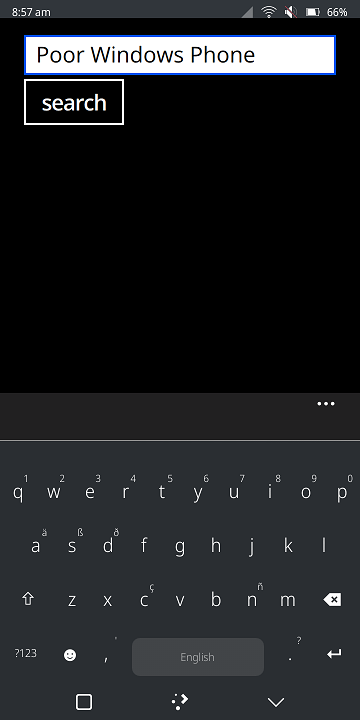 8:57 am 66%
Poor Windows Phone
search
...
1 2 3 4 5 6 7 8 9 0
q w e r t y u i o p
ä ß ð
a s d f g h j k l
ç ñ
z x c v b n m
' ?
?123 , English .